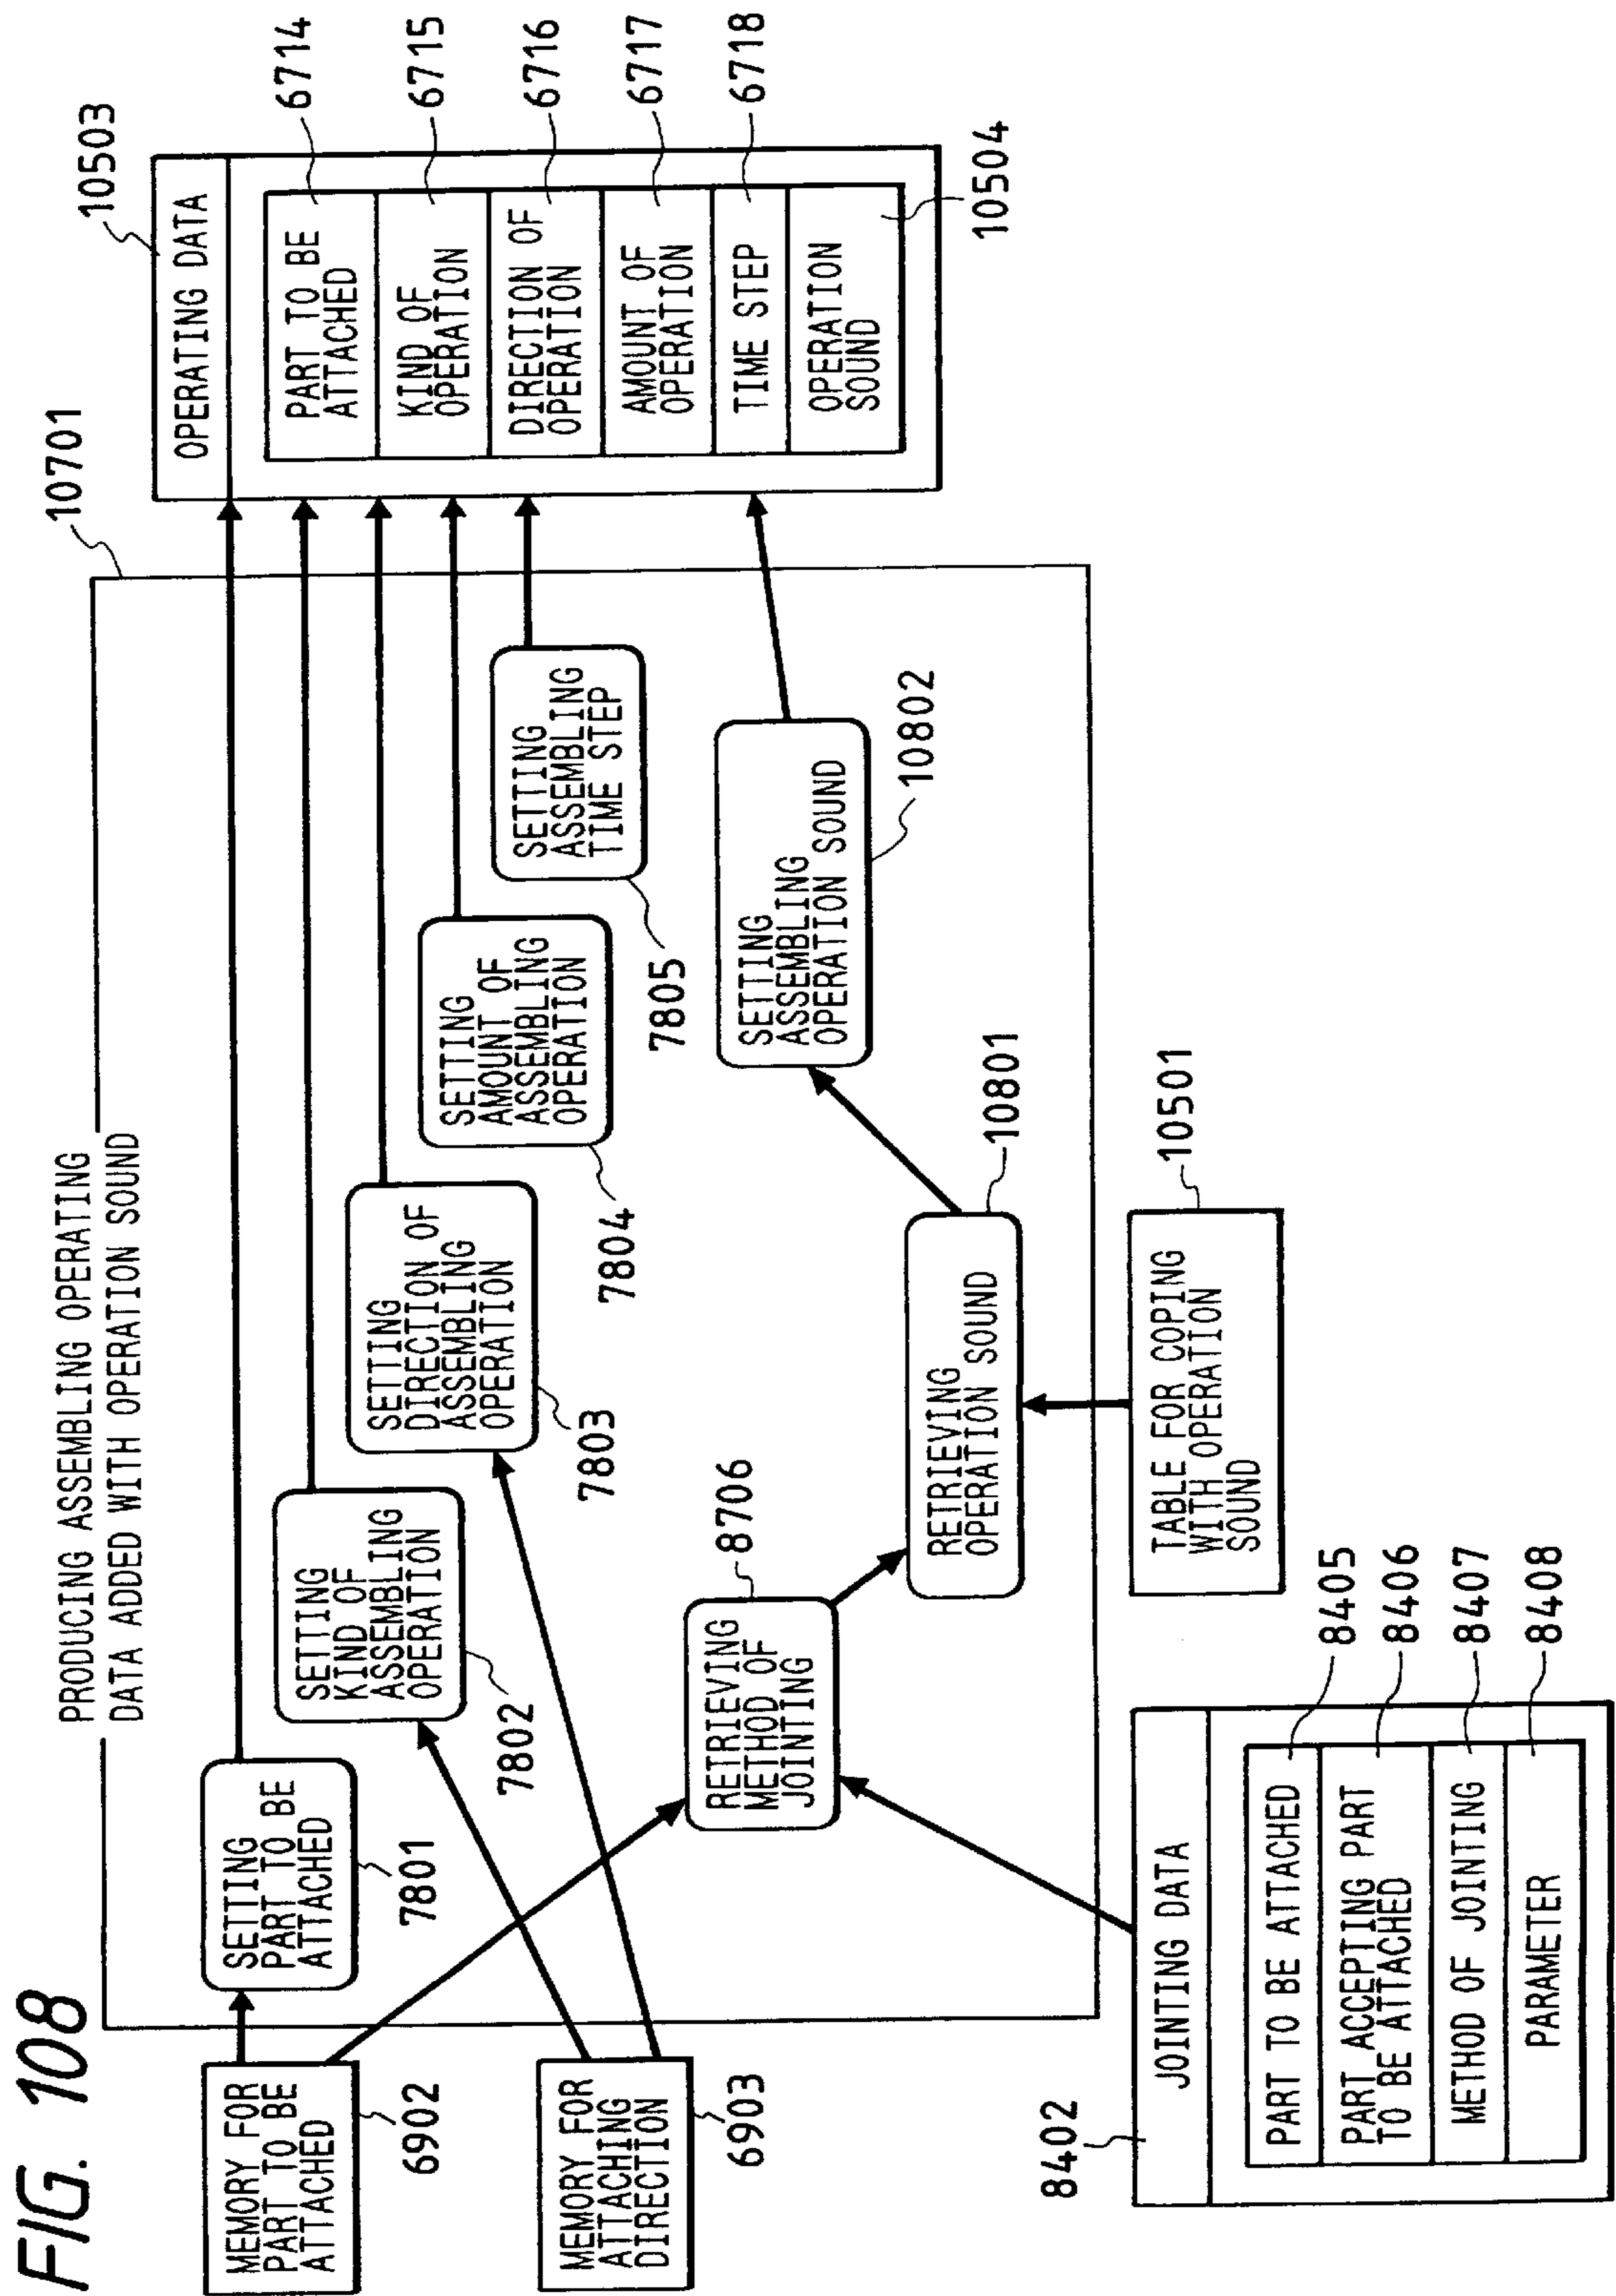 FIG. 108
PRODUCING ASSEMBLING OPERATING
DATA ADDED WITH OPERATION SOUND
10701
MEMORY FOR
PART TO BE
ATTACHED
6902
MEMORY FOR
ATTACHING
DIRECTION
6903
SETTING
PART TO BE
ATTACHED
7801
SETTING
KIND OF
ASSEMBLING
OPERATION
7802
SETTING
DIRECTION OF
ASSEMBLING
OPERATION
7803
SETTING
AMOUNT OF
ASSEMBLING
OPERATION
7804
SETTING
ASSEMBLING
TIME STEP
7805
RETRIEVING
METHOD OF
JOINTING
8706
RETRIEVING
OPERATION SOUND
10801
SETTING
ASSEMBLING
OPERATION SOUND
10802
TABLE FOR COPING
WITH OPERATION
SOUND
10501
8402
JOINTING DATA
PART TO BE ATTACHED
8405
PART ACCEPTING PART
TO BE ATTACHED
8406
METHOD OF JOINTING
8407
PARAMETER
8408
10503
OPERATING DATA
PART TO BE
ATTACHED
6714
KIND OF
OPERATION
6715
DIRECTION OF
OPERATION
6716
AMOUNT OF
OPERATION
6717
TIME STEP
6718
OPERATION
SOUND
10504